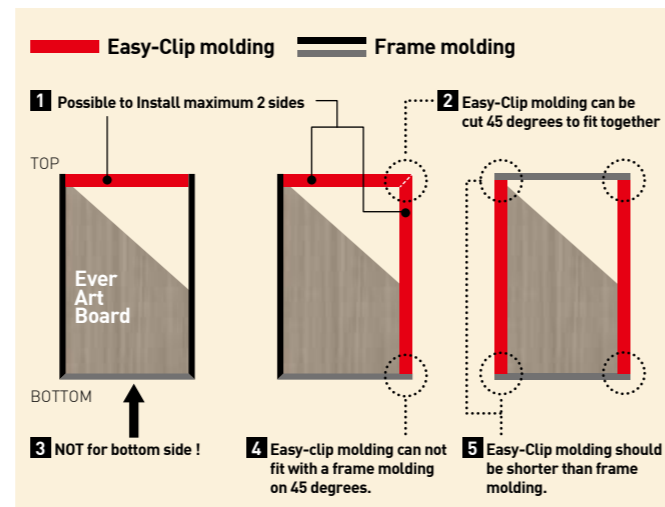 Easy-Clip molding
Frame molding
1 Possible to Install maximum 2 sides
2 Easy-Clip molding can be
cut 45 degrees to fit together
TOP
Ever
Art
Board
BOTTOM
3 NOT for bottom side !
4 Easy-clip molding can not
fit with a frame molding
on 45 degrees.
5 Easy-Clip molding should
be shorter than frame
molding.